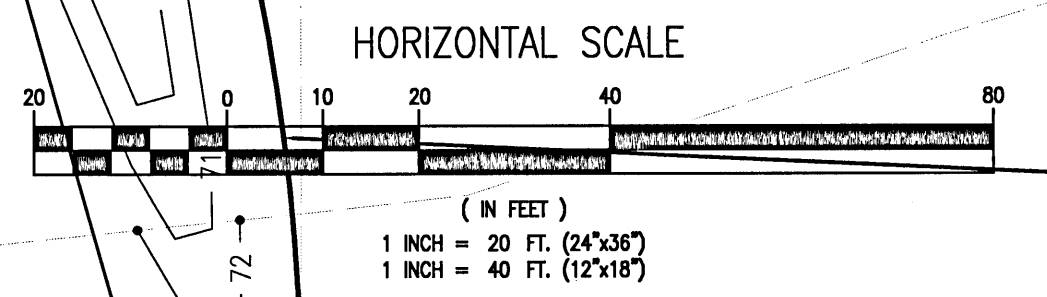 HORIZONTAL SCALE
20 0 10 20 40 80
71
( IN FEET )
1 INCH = 20 FT. (24"x36")
1 INCH = 40 FT. (12"x18")
72